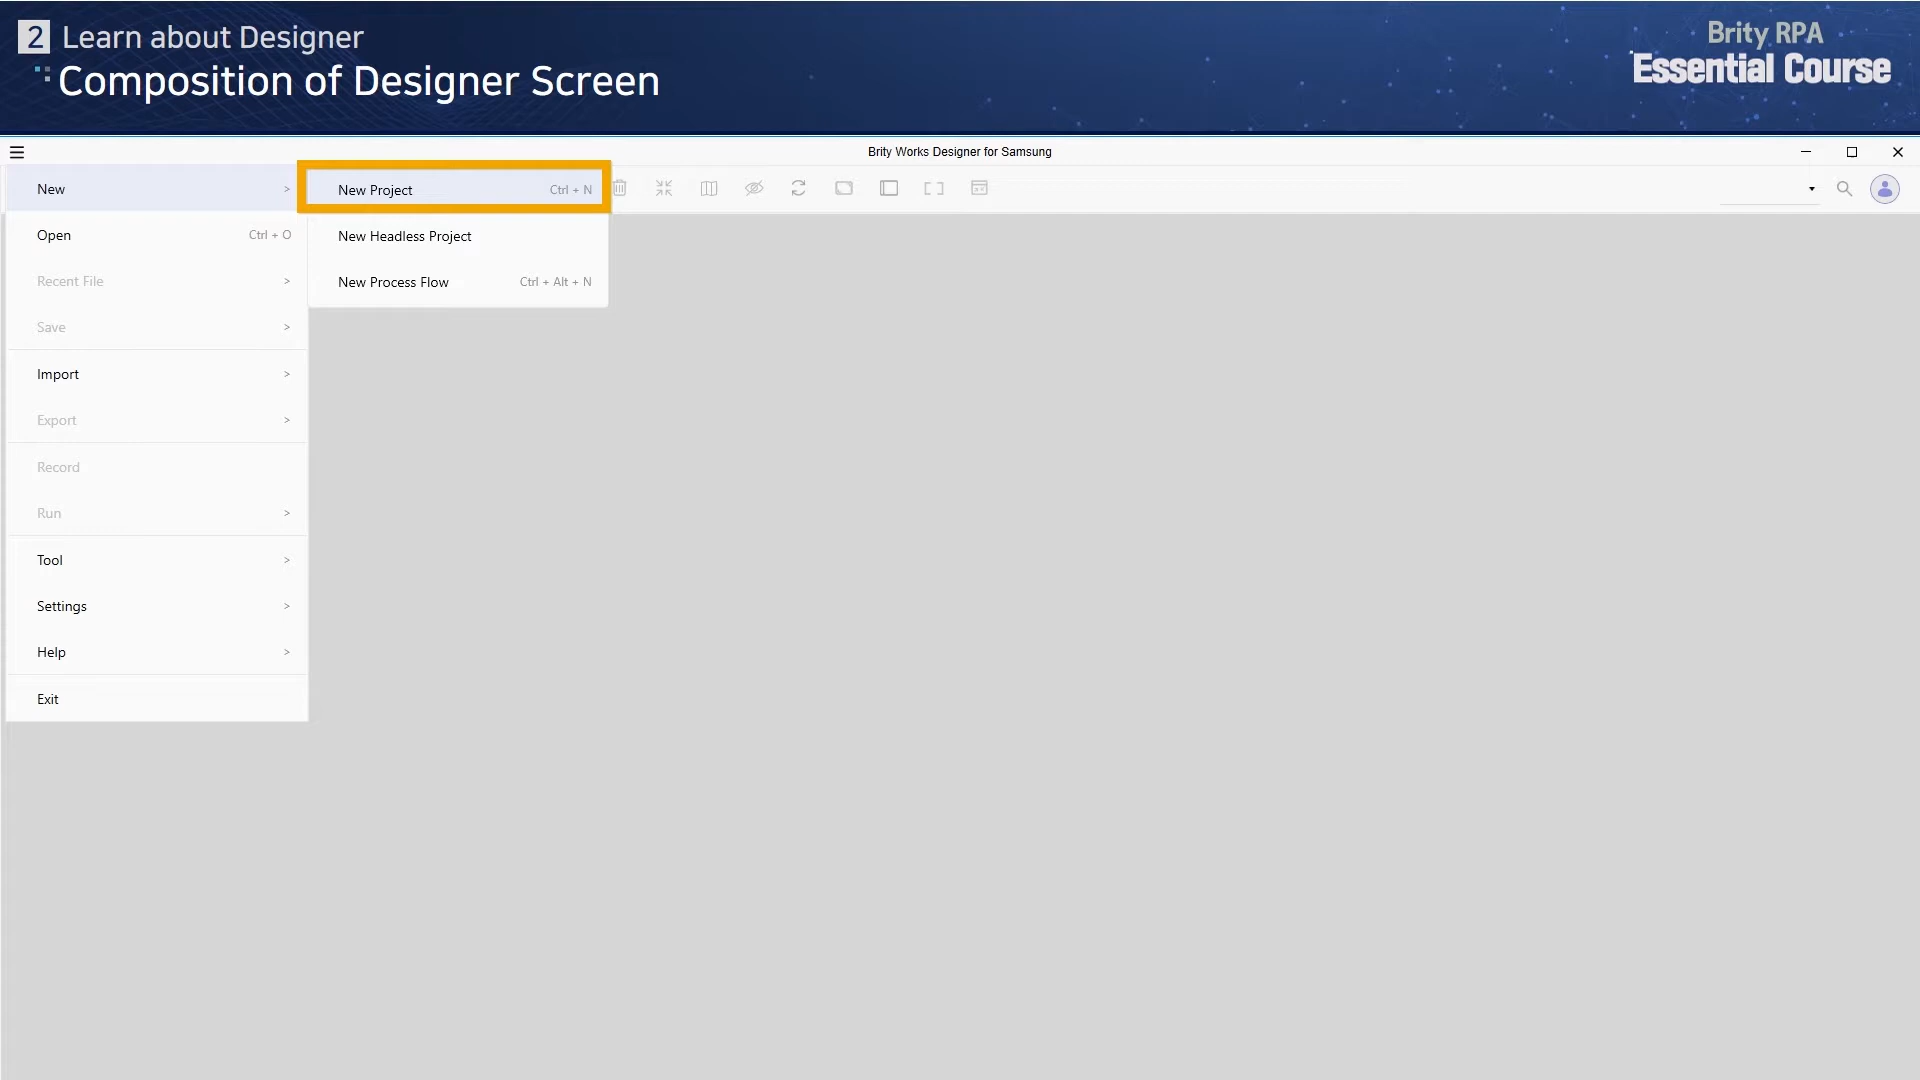 2 Learn about Designer
Composition of Designer Screen
Brity RPA
Essential Course
Brity Works Designer for Samsung
New >
New Project Ctrl + N
Open Ctrl + O
New Headless Project
Recent File >
New Process Flow Ctrl + Alt + N
Save >
Import >
Export >
Record
Run >
Tool >
Settings >
Help >
Exit